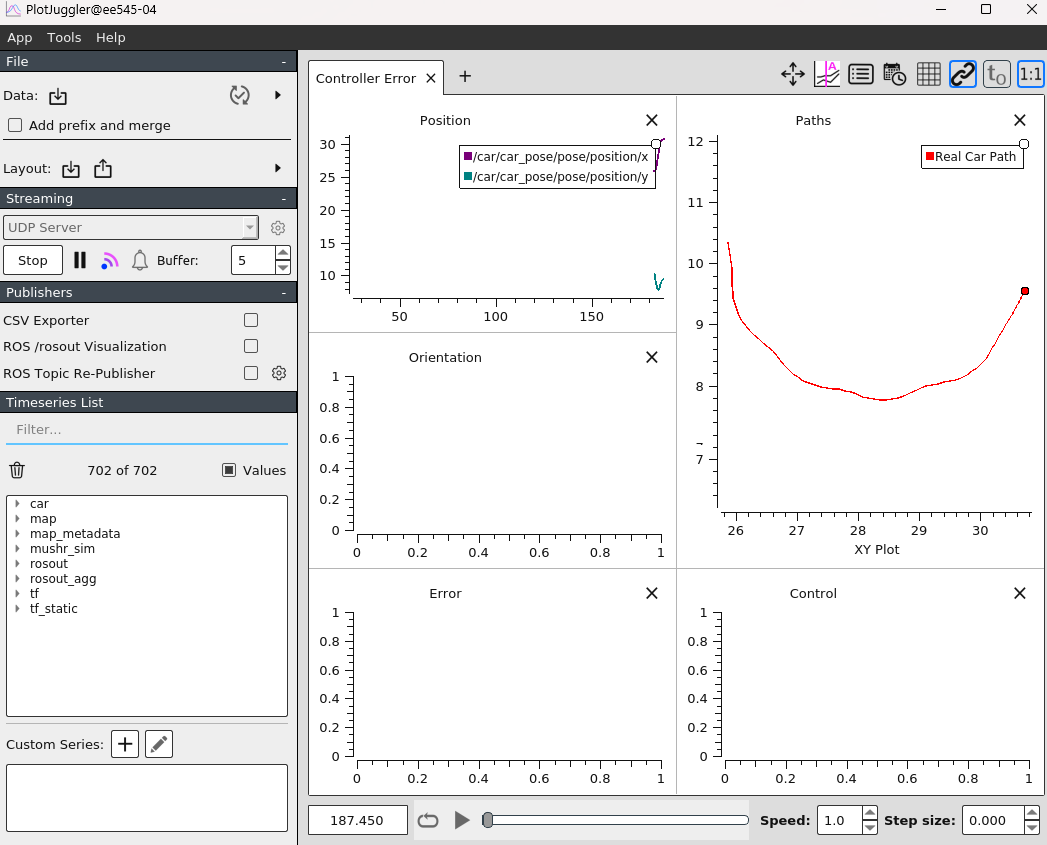 PlotJuggler@ee545-04
App Tools Help
File -
Data:
Add prefix and merge
Layout:
Streaming -
UDP Server
Stop Buffer: 5
Publishers -
CSV Exporter
ROS /rosout Visualization
ROS Topic Re-Publisher
Timeseries List
Filter...
702 of 702 Values
car
map
map_metadata
mushr_sim
rosout
rosout_agg
tf
tf_static
Custom Series:
Controller Error
A
t0
1:1
Position
/car/car_pose/pose/position/x
/car/car_pose/pose/position/y
30
25
20
15
10
50 100 150
Paths
Real Car Path
12
11
10
9
8
7
26 27 28 29 30
XY Plot
Orientation
1
0.8
0.6
0.4
0.2
0
0 0.2 0.4 0.6 0.8 1
Error
1
0.8
0.6
0.4
0.2
0
0 0.2 0.4 0.6 0.8 1
Control
1
0.8
0.6
0.4
0.2
0
0 0.2 0.4 0.6 0.8 1
187.450 Speed: 1.0 Step size: 0.000